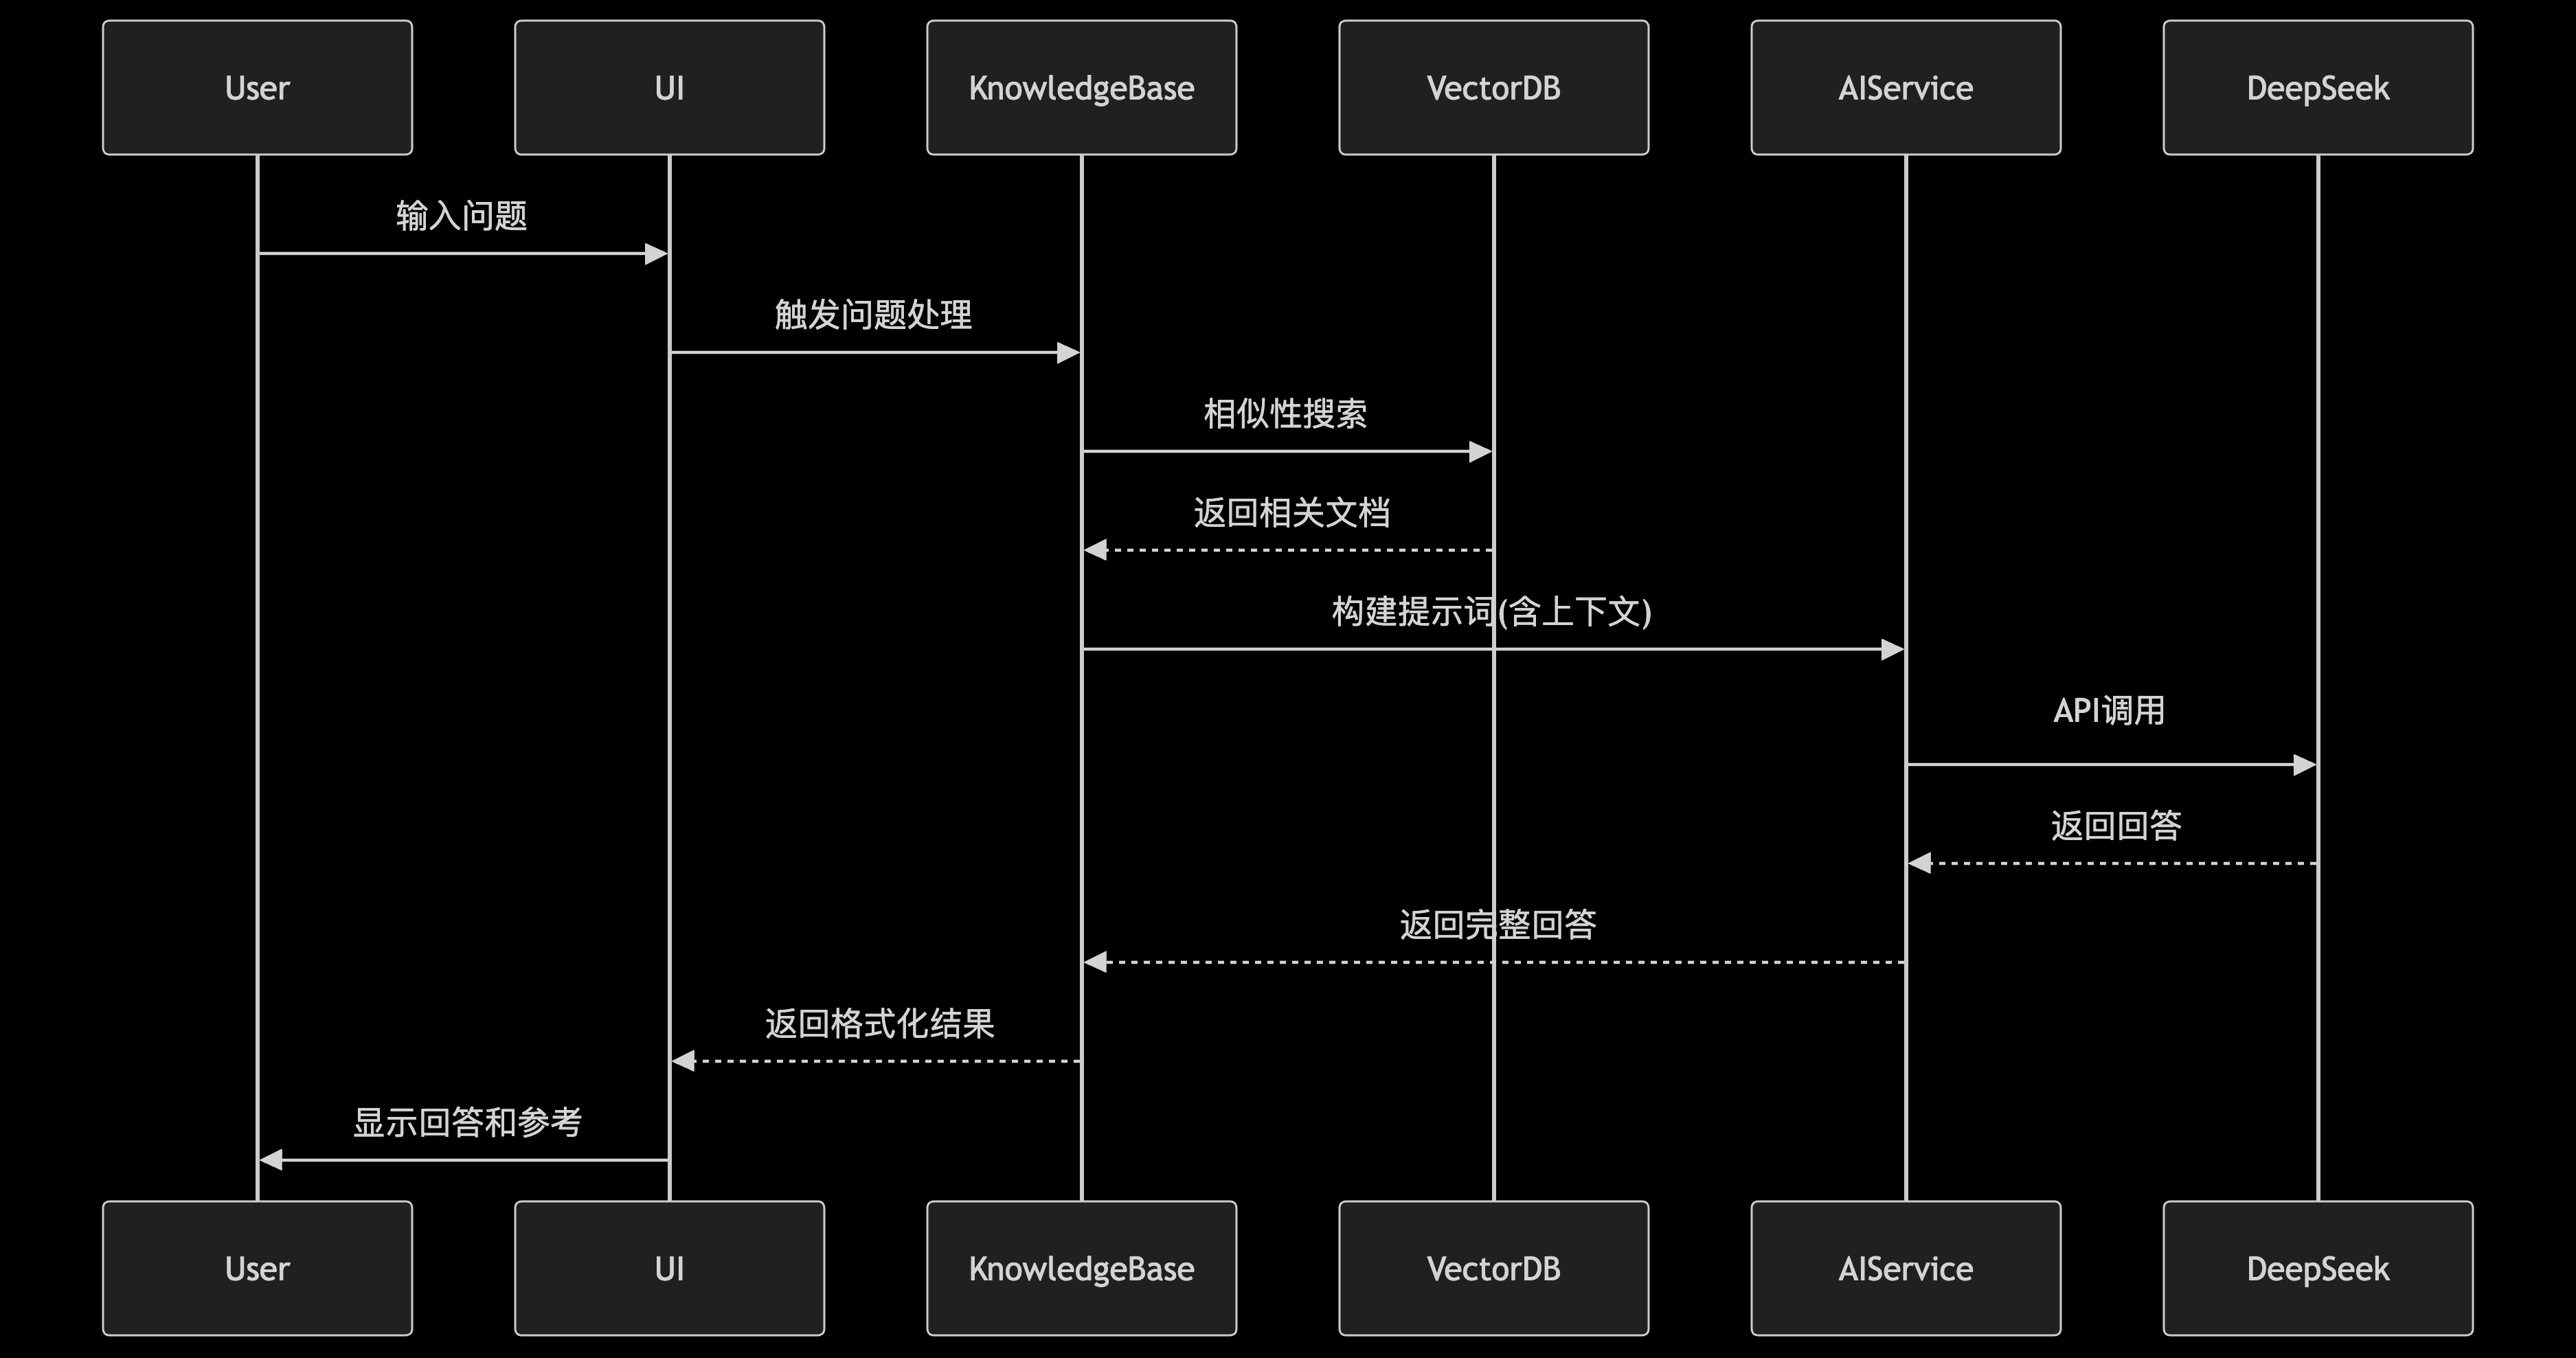 User
UI
KnowledgeBase
VectorDB
AIService
DeepSeek
输入问题
触发问题处理
相似性搜索
返回相关文档
构建提示词(含上下文)
API调用
返回回答
返回完整回答
返回格式化结果
显示回答和参考
User
UI
KnowledgeBase
VectorDB
AIService
DeepSeek